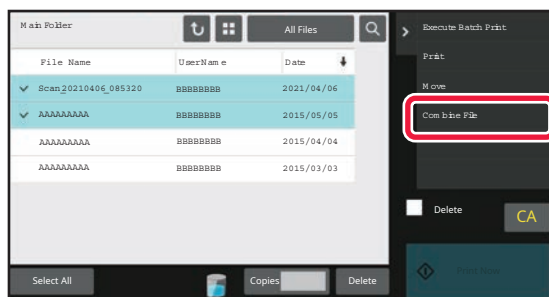 Main Folder
All Files
File Name UserName Date
Scan20210406_085320 BBBBBBBB 2021/04/06
AAAAAAAAA BBBBBBBB 2015/05/05
AAAAAAAAA BBBBBBBB 2015/04/04
AAAAAAAAA BBBBBBBB 2015/03/03
Select All
Copies
Delete
Execute Batch Print
Print
Move
Combine File
Delete
CA
Print Now